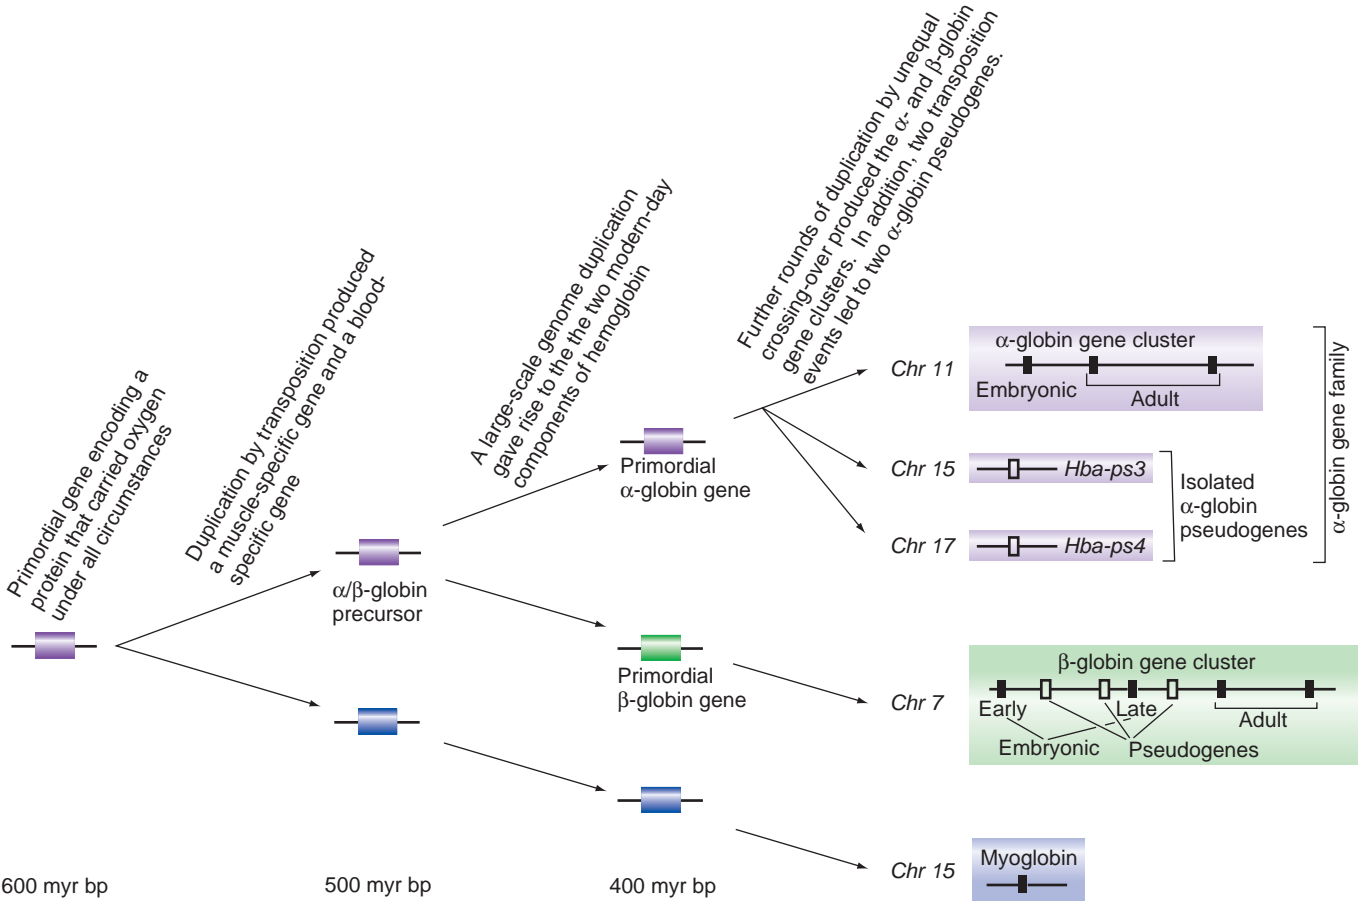 Primordial gene encoding a
protein that carried oxygen
under all circumstances
Duplication by transposition produced
a muscle-specific gene and a blood-
specific gene
A large-scale genome duplication
gave rise to the the two modern-day
components of hemoglobin
Further rounds of duplication by unequal
crossing-over produced the α- and β-globin
gene clusters. In addition, two transposition
events led to two α-globin pseudogenes.
α/β-globin
precursor
Primordial
α-globin gene
Primordial
β-globin gene
Chr 11
α-globin gene cluster
Embryonic
Adult
Chr 15
Hba-ps3
Chr 17
Hba-ps4
Isolated
α-globin
pseudogenes
α-globin gene family
Chr 7
β-globin gene cluster
Early
Late
Adult
Embryonic
Pseudogenes
Chr 15
Myoglobin
600 myr bp
500 myr bp
400 myr bp